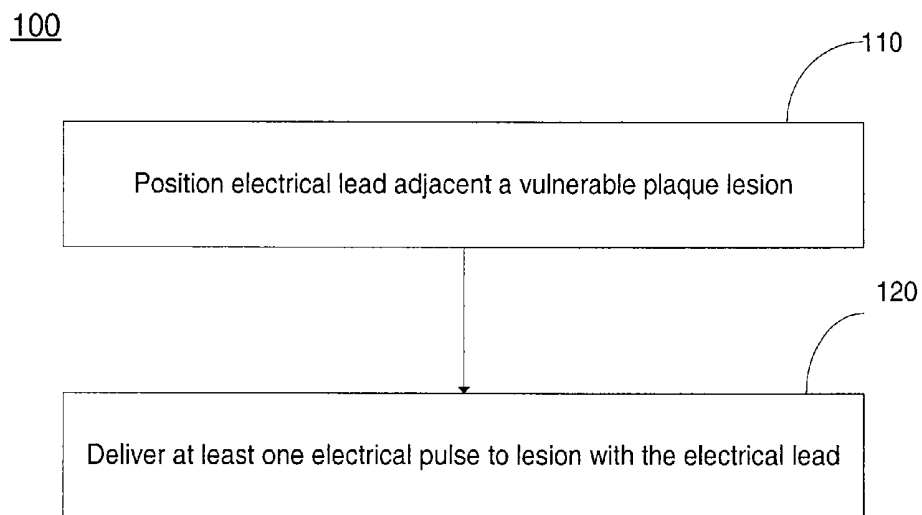 100
110
Position electrical lead adjacent a vulnerable plaque lesion
120
Deliver at least one electrical pulse to lesion with the electrical lead